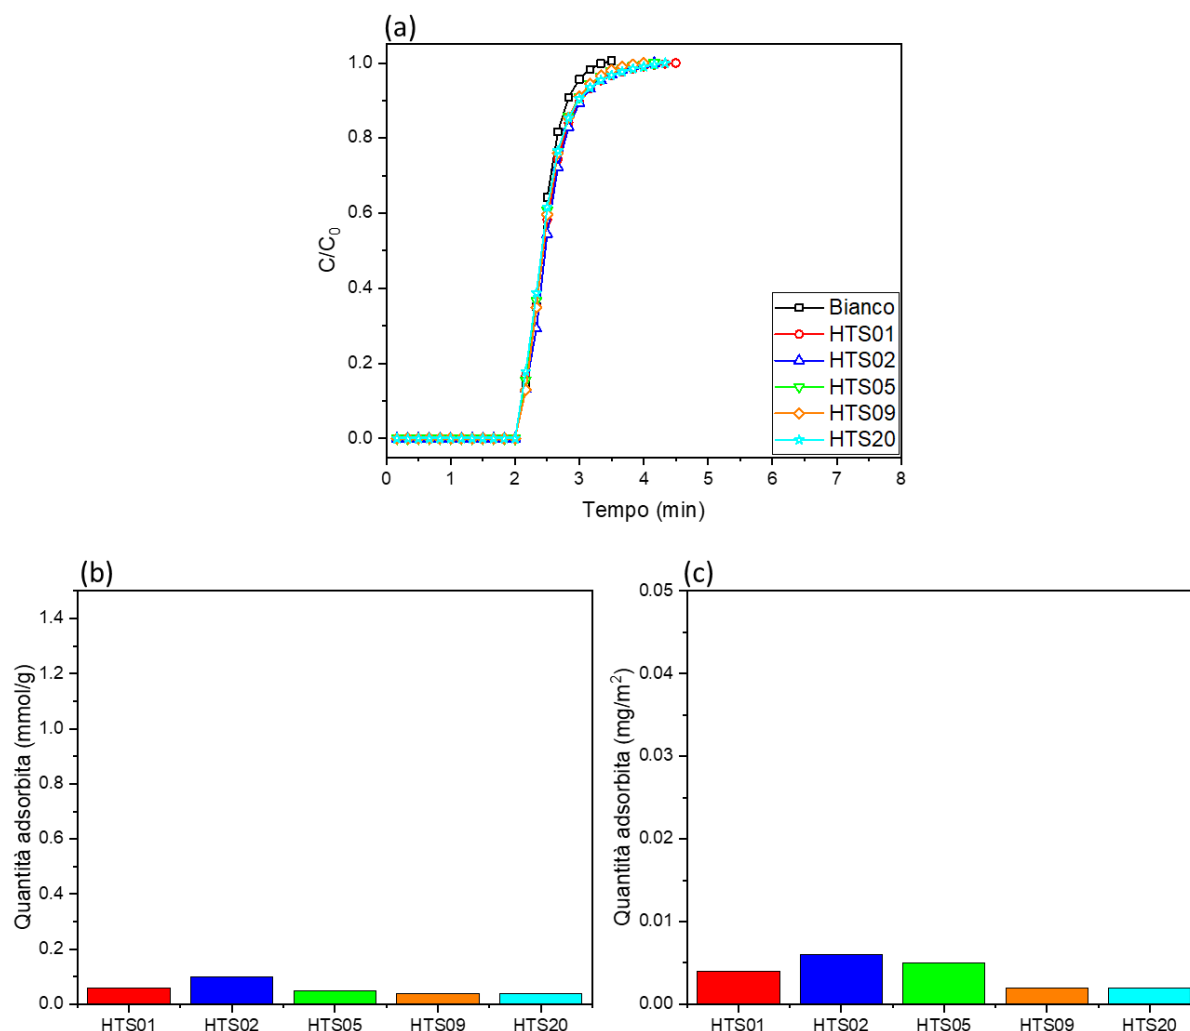 (a)
1.0
0.8
0.6
0.4
0.2
0.0
C/C₀
0 1 2 3 4 5 6 7 8
Tempo (min)
Bianco
HTS01
HTS02
HTS05
HTS09
HTS20
(b)
1.4
1.2
1.0
0.8
0.6
0.4
0.2
0.0
Quantità adsorbita (mmol/g)
HTS01 HTS02 HTS05 HTS09 HTS20
(c)
0.05
0.04
0.03
0.02
0.01
0.00
Quantità adsorbita (mg/m²)
HTS01 HTS02 HTS05 HTS09 HTS20